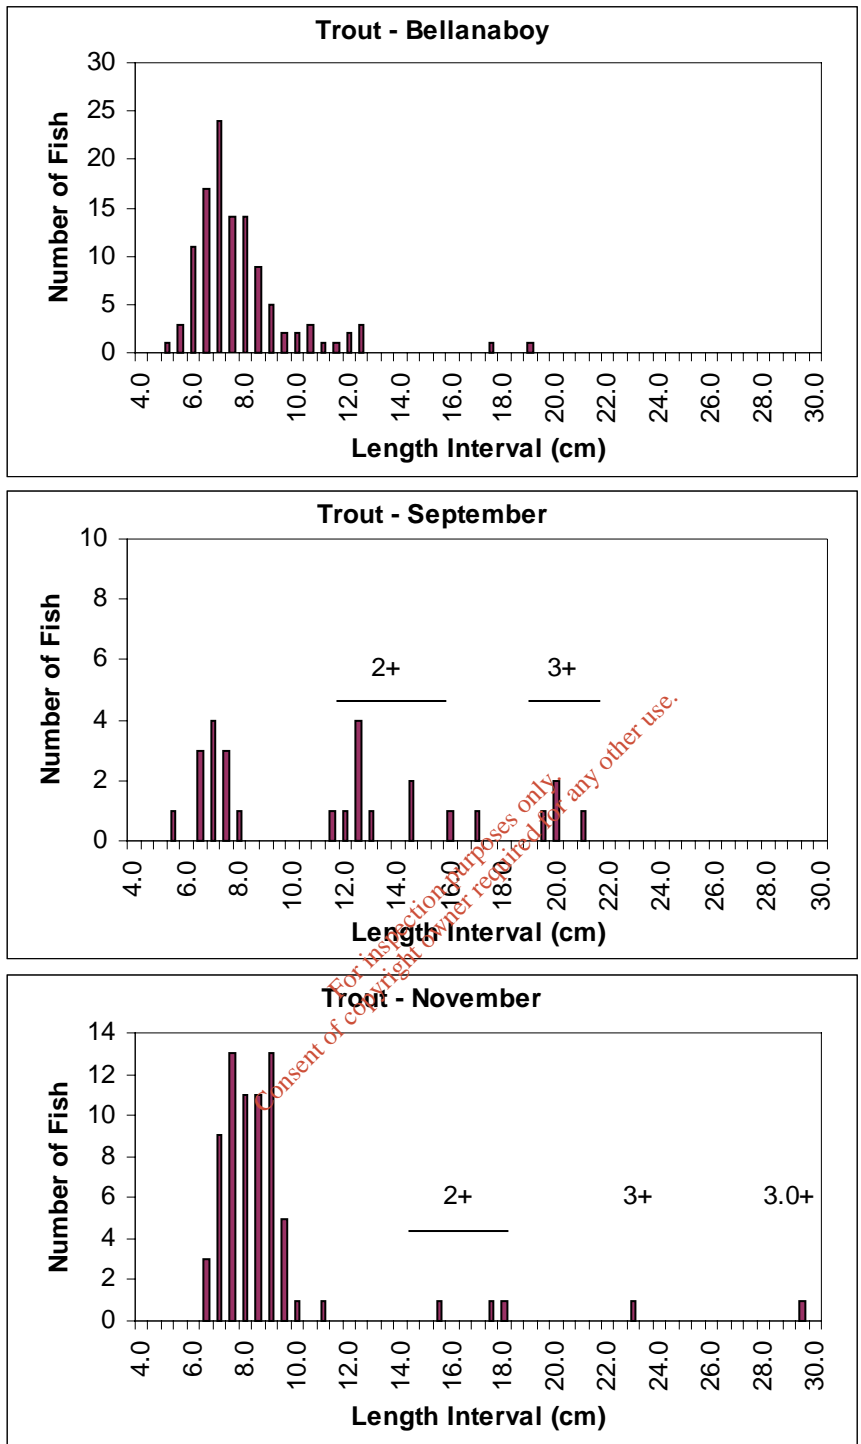 Trout - Bellanaboy
30
25
20
15
10
5
0
Number of Fish
4.0 6.0 8.0 10.0 12.0 14.0 16.0 18.0 20.0 22.0 24.0 26.0 28.0 30.0
Length Interval (cm)
Trout - September
10
8
6
4
2
0
Number of Fish
2+ 3+
4.0 6.0 8.0 10.0 12.0 14.0 16.0 18.0 20.0 22.0 24.0 26.0 28.0 30.0
Length Interval (cm)
For inspection purposes only.
Consent of copyright owner required for any other use.
Trout - November
14
12
10
8
6
4
2
0
Number of Fish
2+ 3+ 3.0+
4.0 6.0 8.0 10.0 12.0 14.0 16.0 18.0 20.0 22.0 24.0 26.0 28.0 30.0
Length Interval (cm)